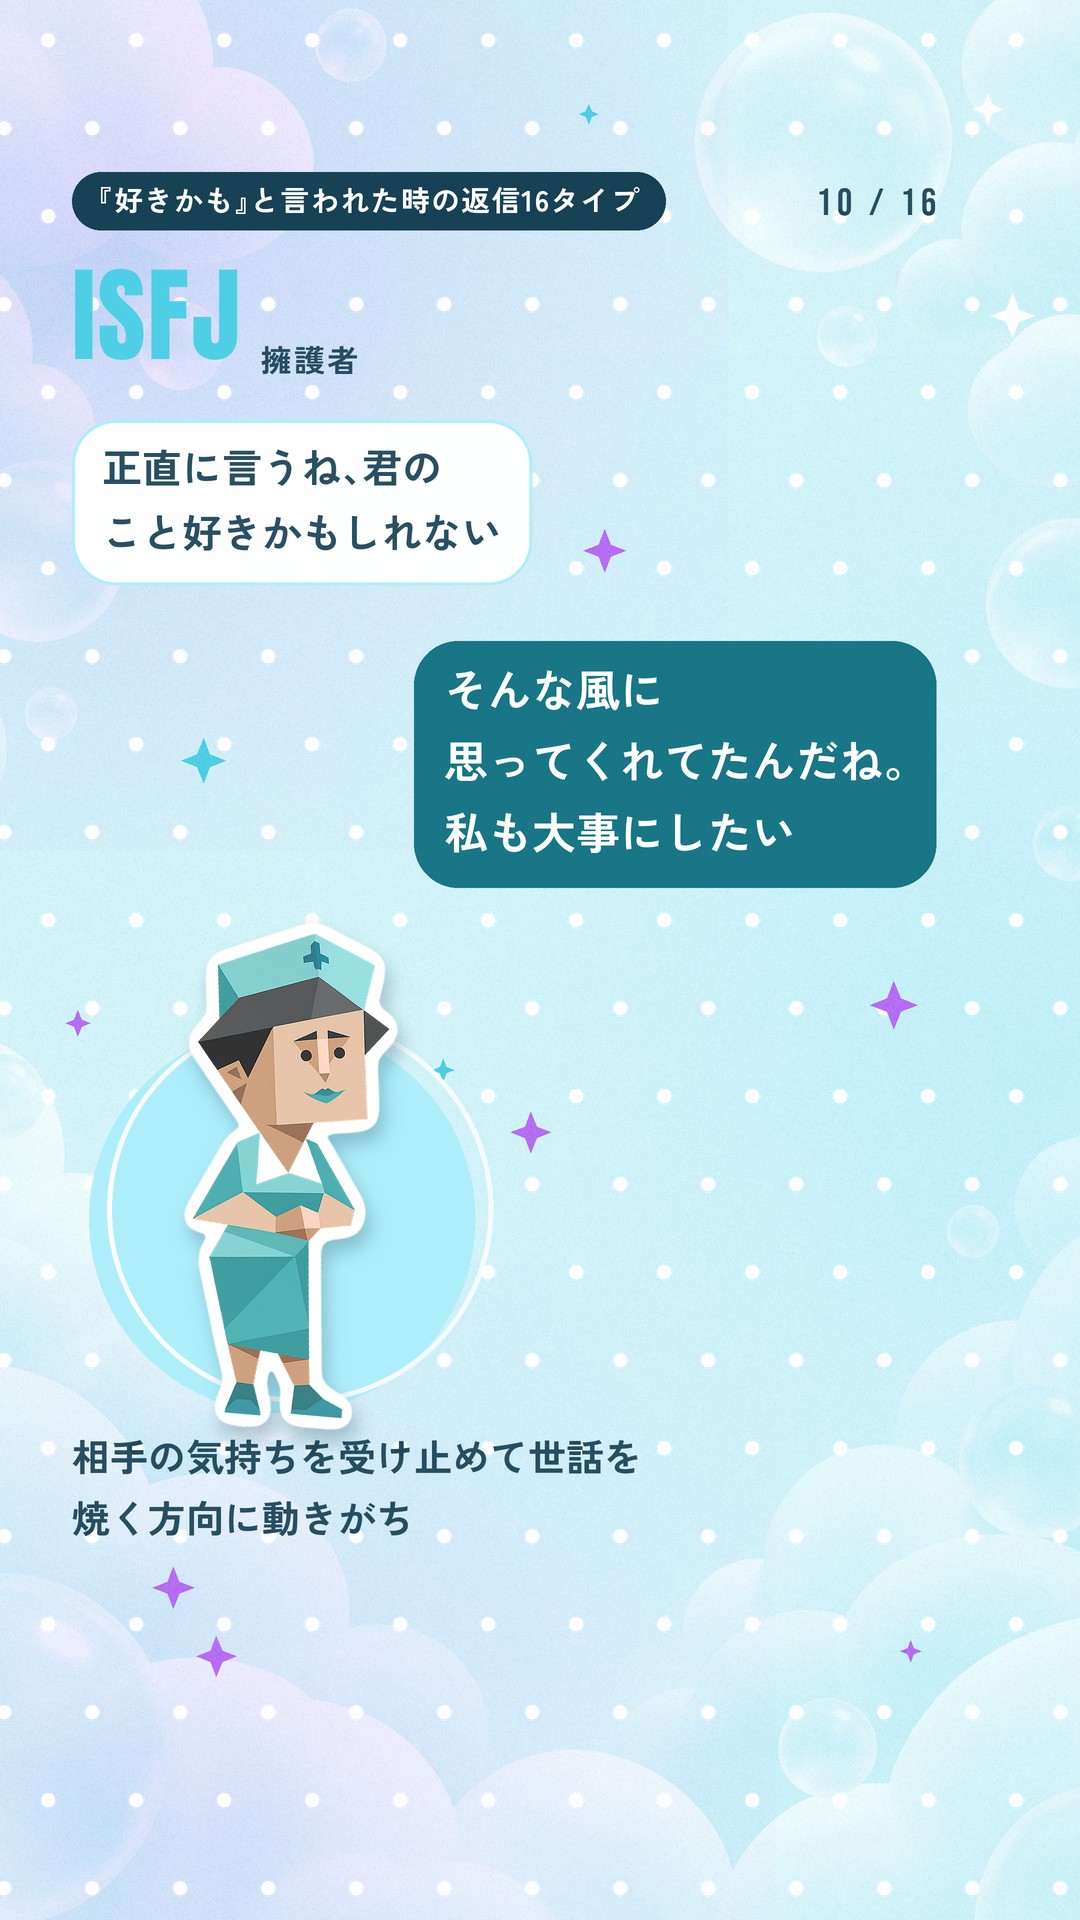 『好きかも』と言われた時の返信16タイプ
10 / 16
ISFJ
擁護者
正直に言うね、君の
こと好きかもしれない
そんな風に
思ってくれてたんだね。
私も大事にしたい
相手の気持ちを受け止めて世話を
焼く方向に動きがち